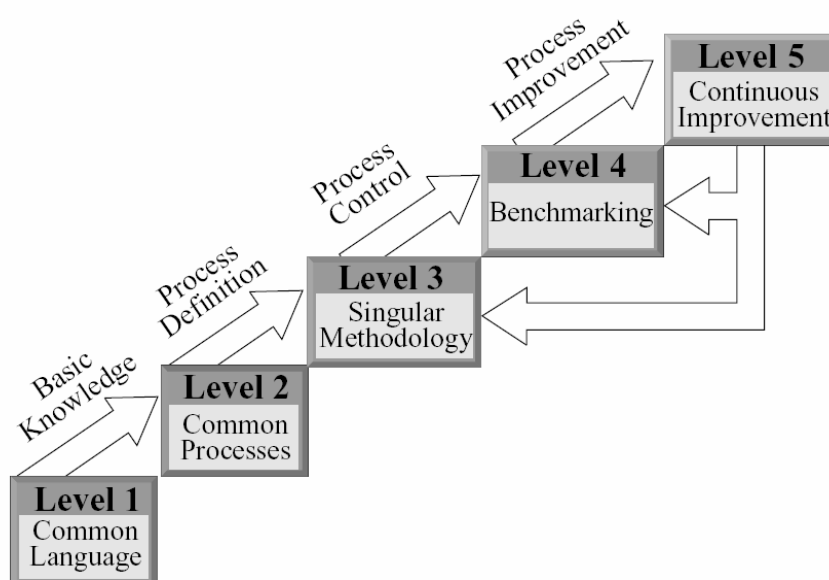 Process
Improvement
Level 5
Continuous
Improvement
Process
Control
Level 4
Benchmarking
Process
Definition
Level 3
Singular
Methodology
Basic
Knowledge
Level 2
Common
Processes
Level 1
Common
Language